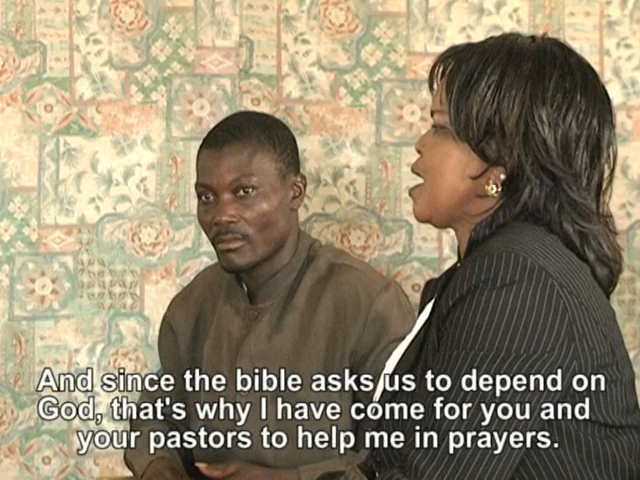 And since the bible asks us to depend on
God, that's why I have come for you and
your pastors to help me in prayers.